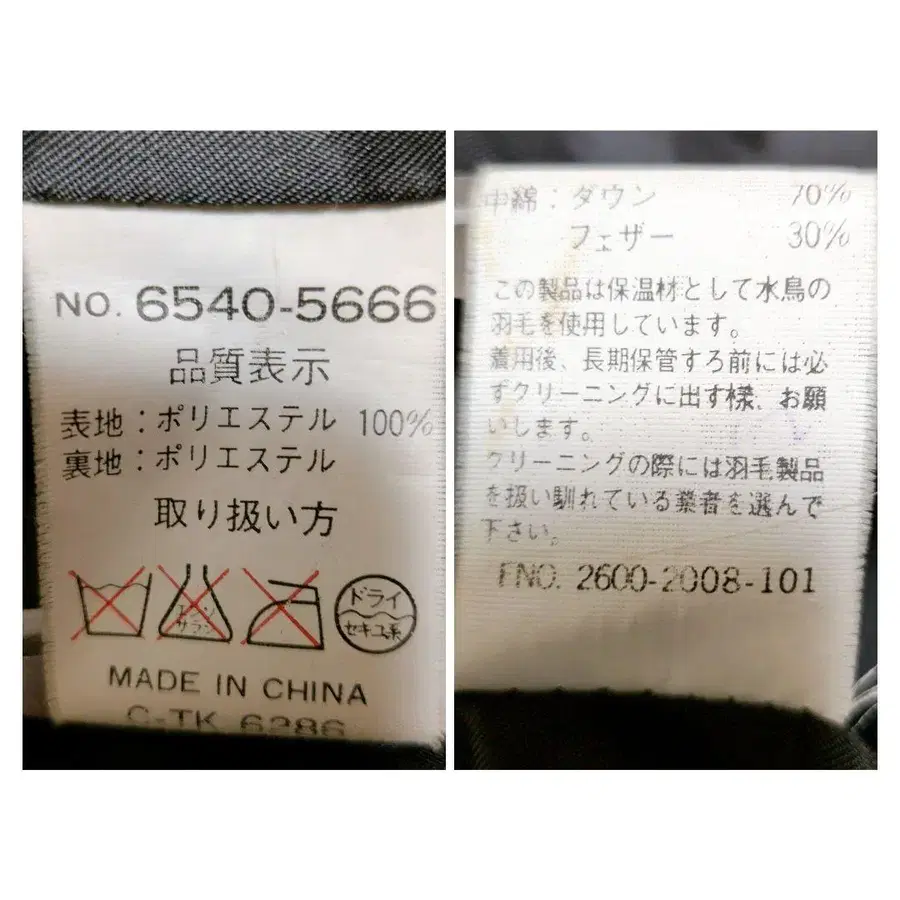 NO. 6540-5666
品質表示
表地：ポリエステル 100%
裏地：ポリエステル
取り扱い方
エンソ
サラシ
ドライ
セキユ系
MADE IN CHINA
C-TK 6286
中綿：ダウン 70%
フェザー 30%
この製品は保温材として水鳥の
羽毛を使用しています。
着用後、長期保管する前には必
ずクリーニングに出す様、お願
いします。
クリーニングの際には羽毛製品
を扱い馴れている業者を選んで
下さい。
FNO. 2600-2008-101